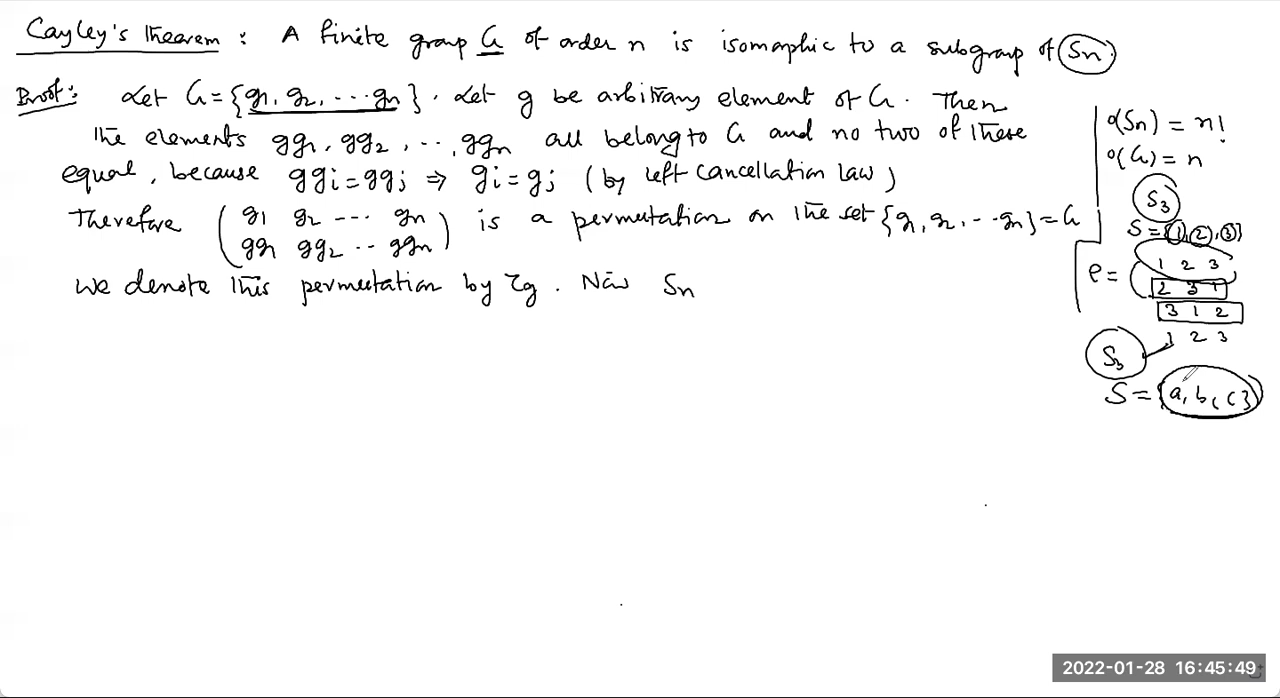 Cayley's theorem : A finite group G of order n is isomorphic to a subgroup of Sn
Proof : Let G = {g1, g2, ... gn}. Let g be arbitrary element of G. Then
the elements gg1, gg2, ..., ggn all belong to G and no two of these
equal, because ggi = ggj ⇒ gi = gj (by left cancellation law)
Therefore ( g1 g2 --- gn
gg1 gg2 .. ggn ) is a permutation on the set {g1, g2, .. gn} = G
we denote this permutation by τg . Now Sn
o(Sn) = n!
o(G) = n
S3
S = {1, 2, 3}
e = ( 1 2 3
2 3 1
3 1 2
1 2 3
S3
S = {a, b, c}
2022-01-28 16:45:49